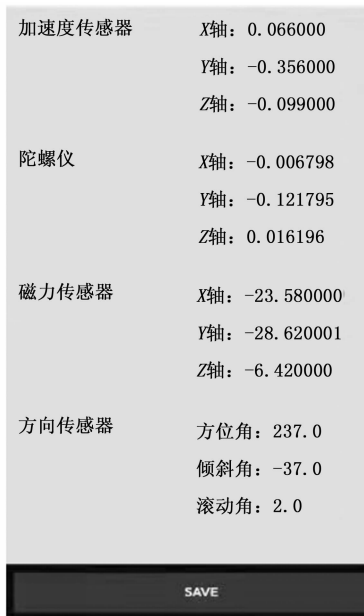 加速度传感器 X轴：0.066000
Y轴：-0.356000
Z轴：-0.099000
陀螺仪 X轴：-0.006798
Y轴：-0.121795
Z轴：0.016196
磁力传感器 X轴：-23.580000
Y轴：-28.620001
Z轴：-6.420000
方向传感器 方位角：237.0
倾斜角：-37.0
滚动角：2.0
SAVE